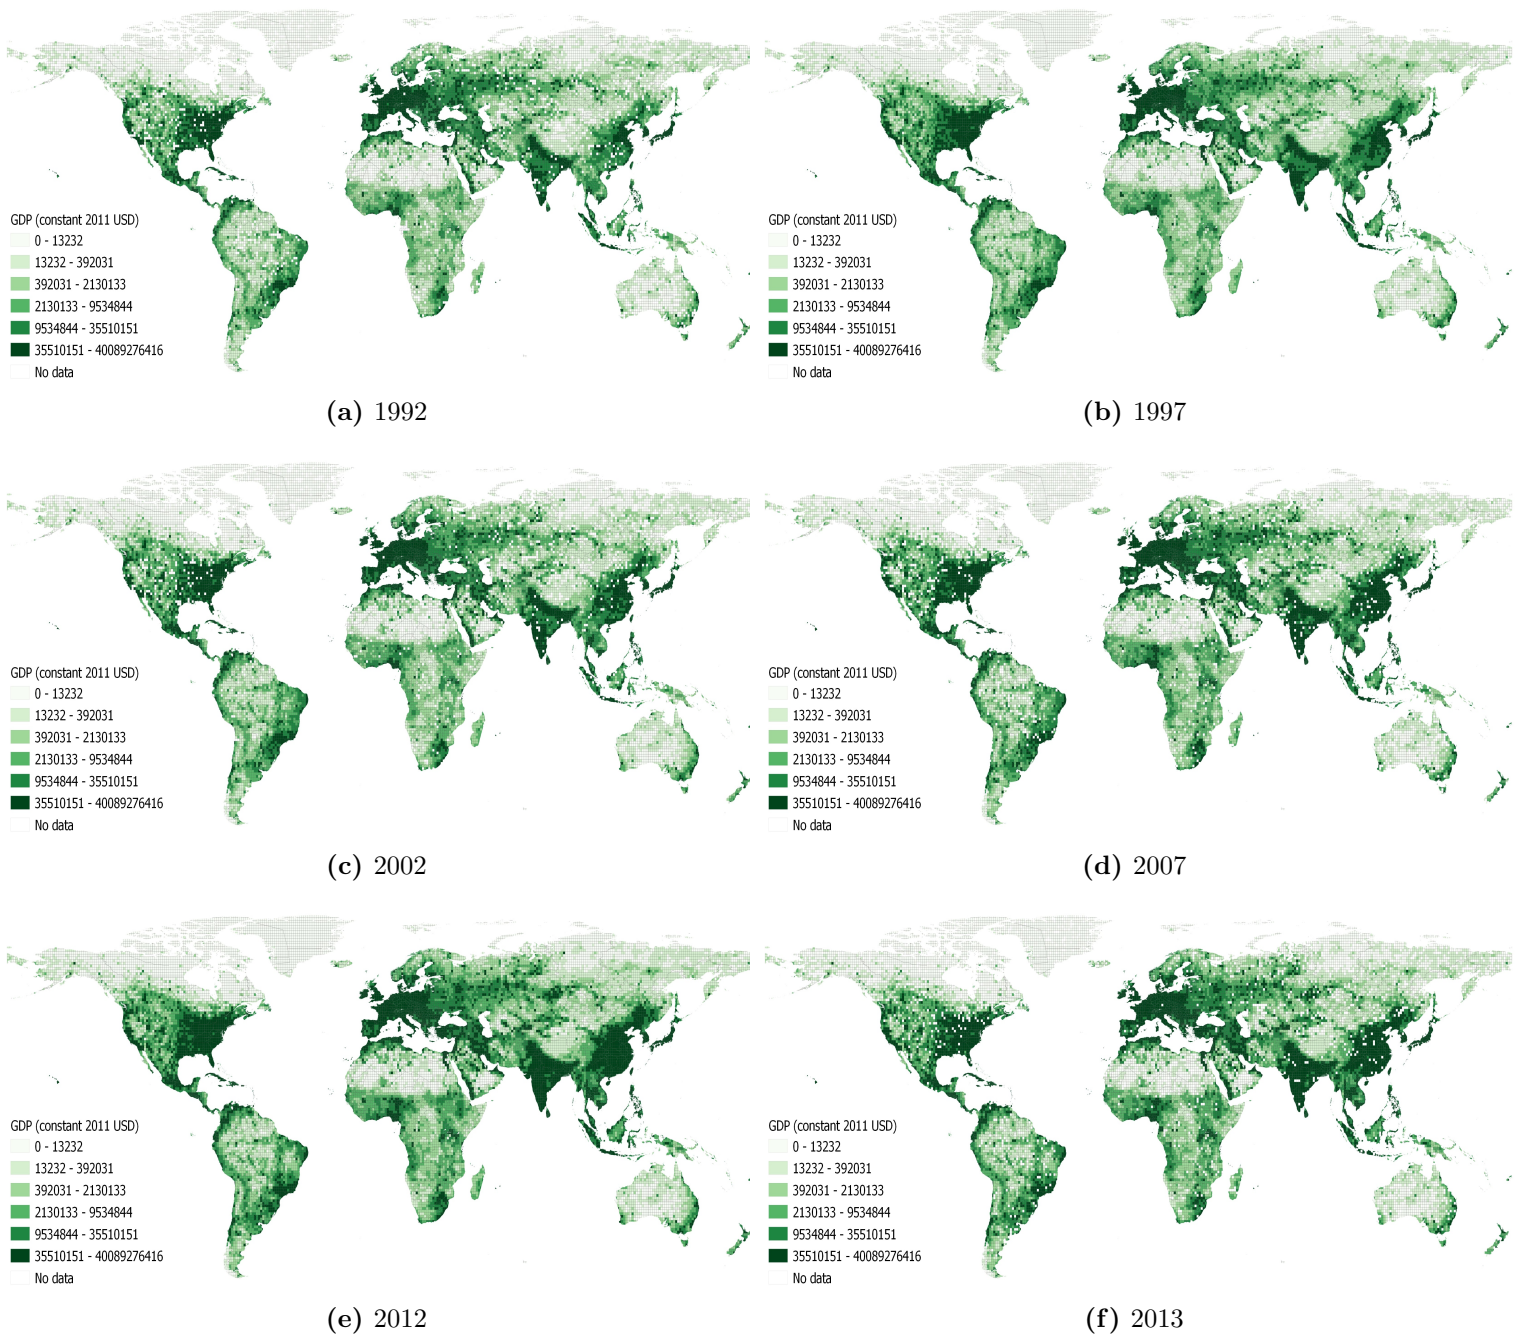 GDP (constant 2011 USD)
0 - 13232
13232 - 392031
392031 - 2130133
2130133 - 9534844
9534844 - 35510151
35510151 - 40089276416
No data
(a) 1992
GDP (constant 2011 USD)
0 - 13232
13232 - 392031
392031 - 2130133
2130133 - 9534844
9534844 - 35510151
35510151 - 40089276416
No data
(b) 1997
GDP (constant 2011 USD)
0 - 13232
13232 - 392031
392031 - 2130133
2130133 - 9534844
9534844 - 35510151
35510151 - 40089276416
No data
(c) 2002
GDP (constant 2011 USD)
0 - 13232
13232 - 392031
392031 - 2130133
2130133 - 9534844
9534844 - 35510151
35510151 - 40089276416
No data
(d) 2007
GDP (constant 2011 USD)
0 - 13232
13232 - 392031
392031 - 2130133
2130133 - 9534844
9534844 - 35510151
35510151 - 40089276416
No data
(e) 2012
GDP (constant 2011 USD)
0 - 13232
13232 - 392031
392031 - 2130133
2130133 - 9534844
9534844 - 35510151
35510151 - 40089276416
No data
(f) 2013